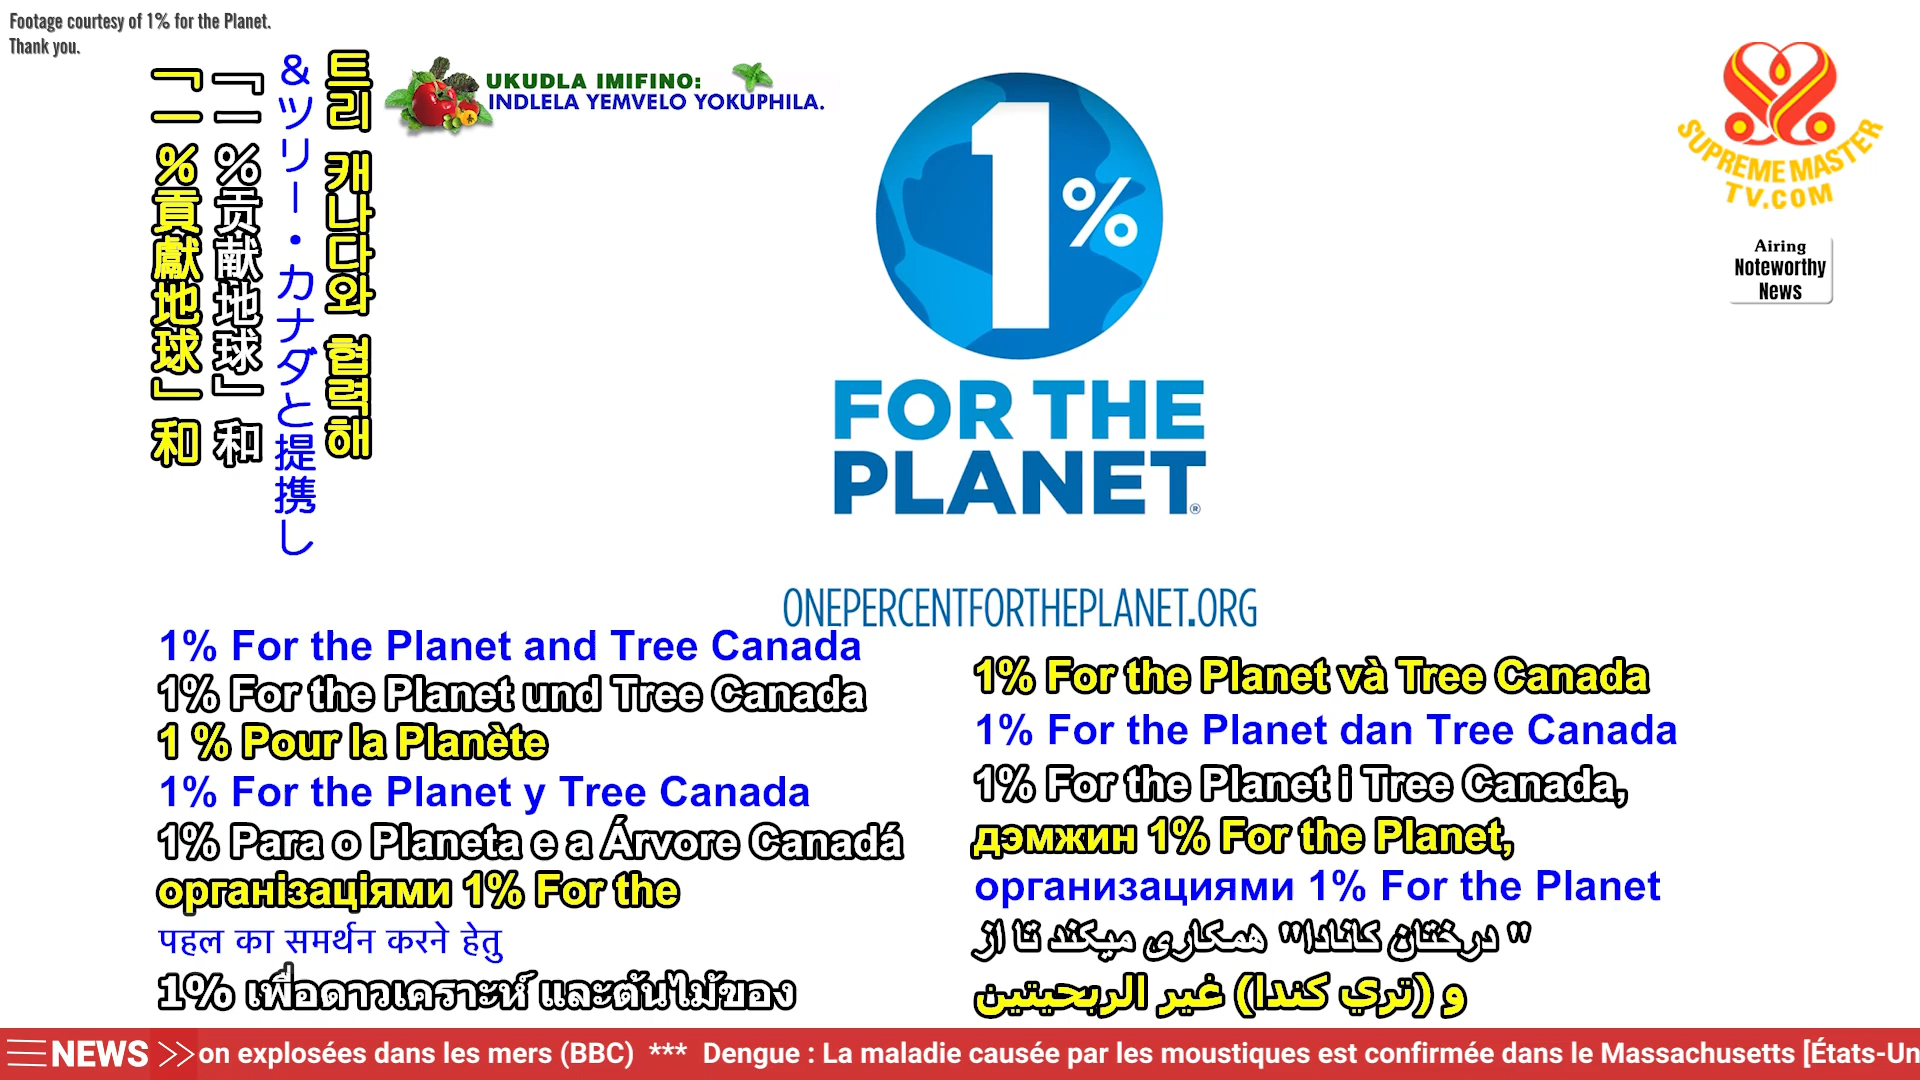 Footage courtesy of 1% for the Planet.
Thank you.
트리 캐나다와 협력해
&ツリー・カナダと提携し
「一%贡献地球」和
「一%貢獻地球」和
UKUDLA IMIFINO:
INDLELA YEMVELO YOKUPHILA.
1%
FOR THE
PLANET®
ONEPERCENTFORTHEPLANET.ORG
SUPREME MASTER
TV.COM
Airing
Noteworthy
News
1% For the Planet and Tree Canada
1% For the Planet und Tree Canada
1 % Pour la Planète
1% For the Planet y Tree Canada
1% Para o Planeta e a Árvore Canadá
організаціями 1% For the
पहल का समर्थन करने हेतु
1% เพื่อดาวเคราะห์ และต้นไม้ของ
1% For the Planet và Tree Canada
1% For the Planet dan Tree Canada
1% For the Planet i Tree Canada,
дэмжин 1% For the Planet,
организациями 1% For the Planet
" درختان کانادا" همکاری میکند تا از
و (تري كندا) غير الربحيتين
NEWS
on explosées dans les mers (BBC) *** Dengue : La maladie causée par les moustiques est confirmée dans le Massachusetts [États-Un